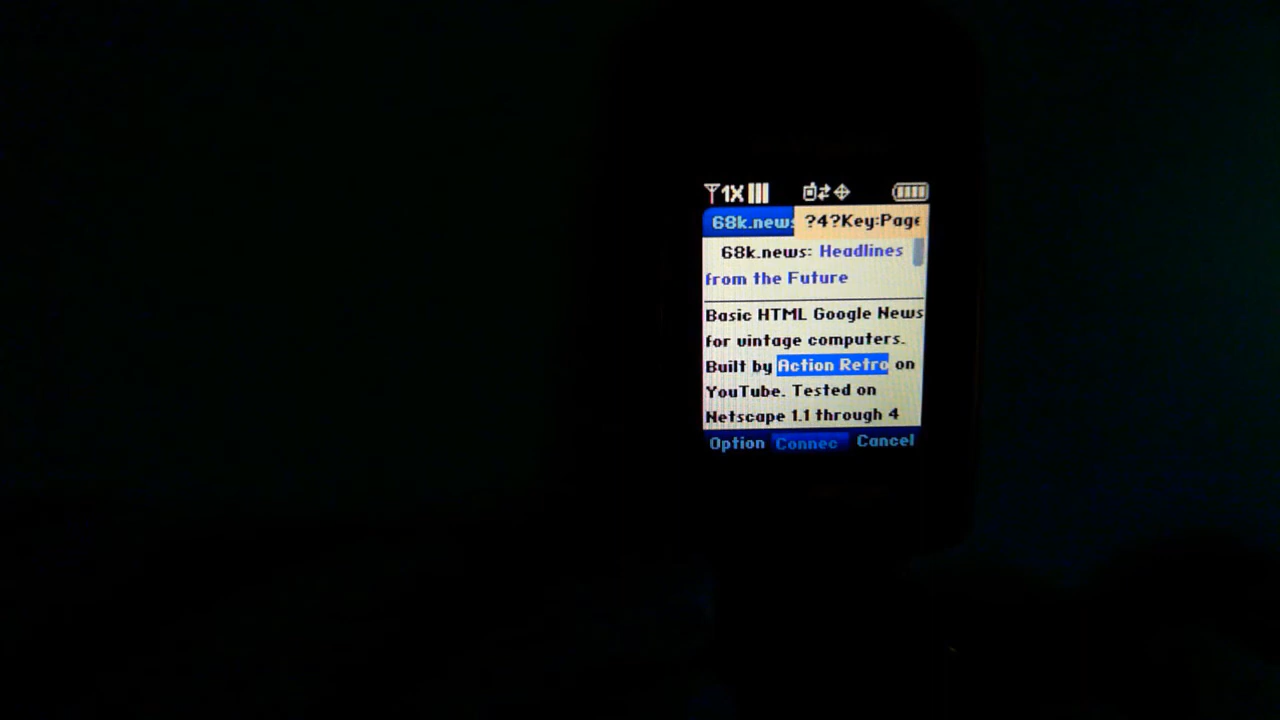 1X
68k.news ?4?Key:Page
68k.news: Headlines
from the Future
Basic HTML Google News
for vintage computers.
Built by Action Retro on
YouTube. Tested on
Netscape 1.1 through 4
Option Connec Cancel